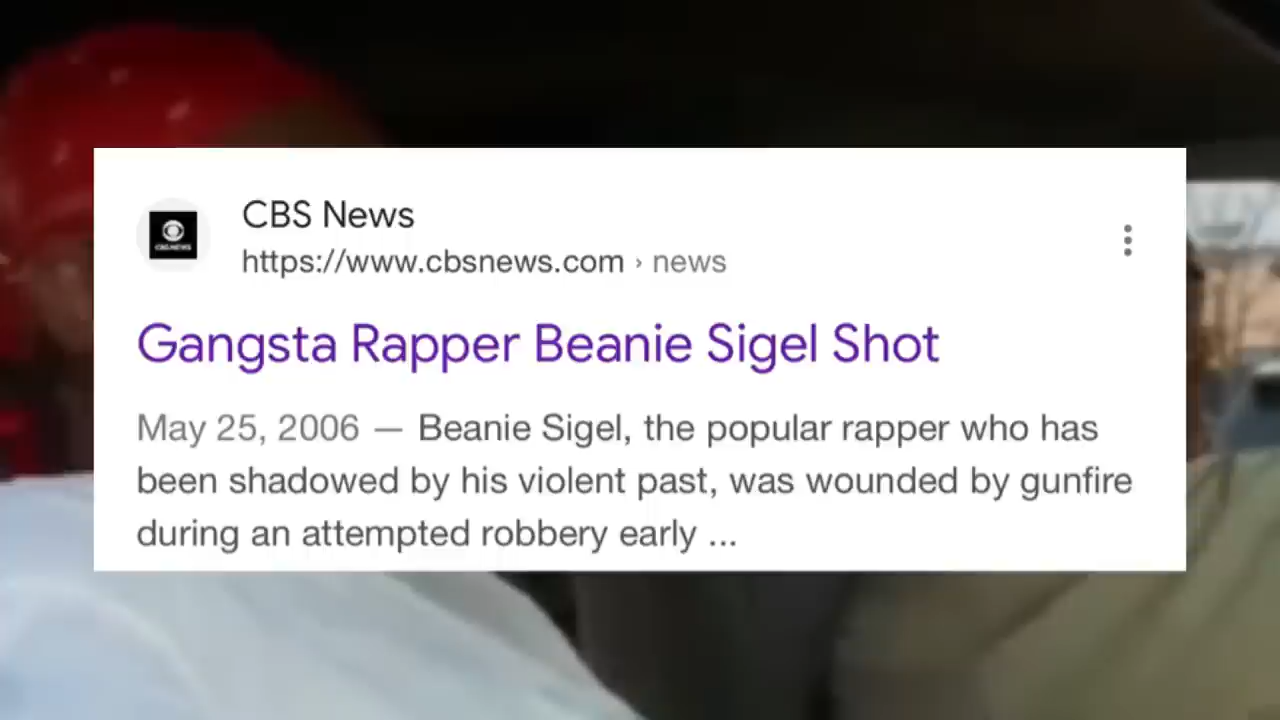 CBS News
https://www.cbsnews.com › news
Gangsta Rapper Beanie Sigel Shot
May 25, 2006 — Beanie Sigel, the popular rapper who has
been shadowed by his violent past, was wounded by gunfire
during an attempted robbery early ...